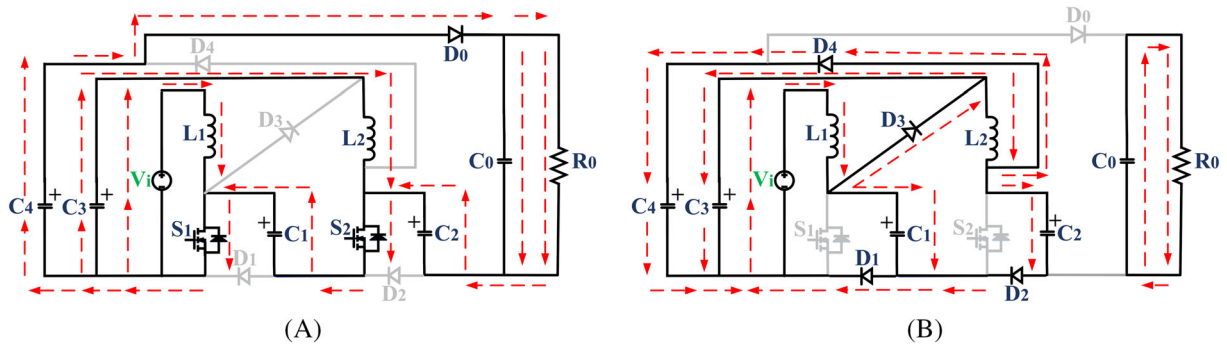 D4
D0
L1
D3
L2
C0
R0
Vi
C4
+
C3
+
S1
+
C1
S2
+
C2
D1
D2
(A)
D0
D4
L1
D3
L2
C0
R0
Vi
C4
+
C3
+
S1
+
C1
S2
+
C2
D1
D2
(B)